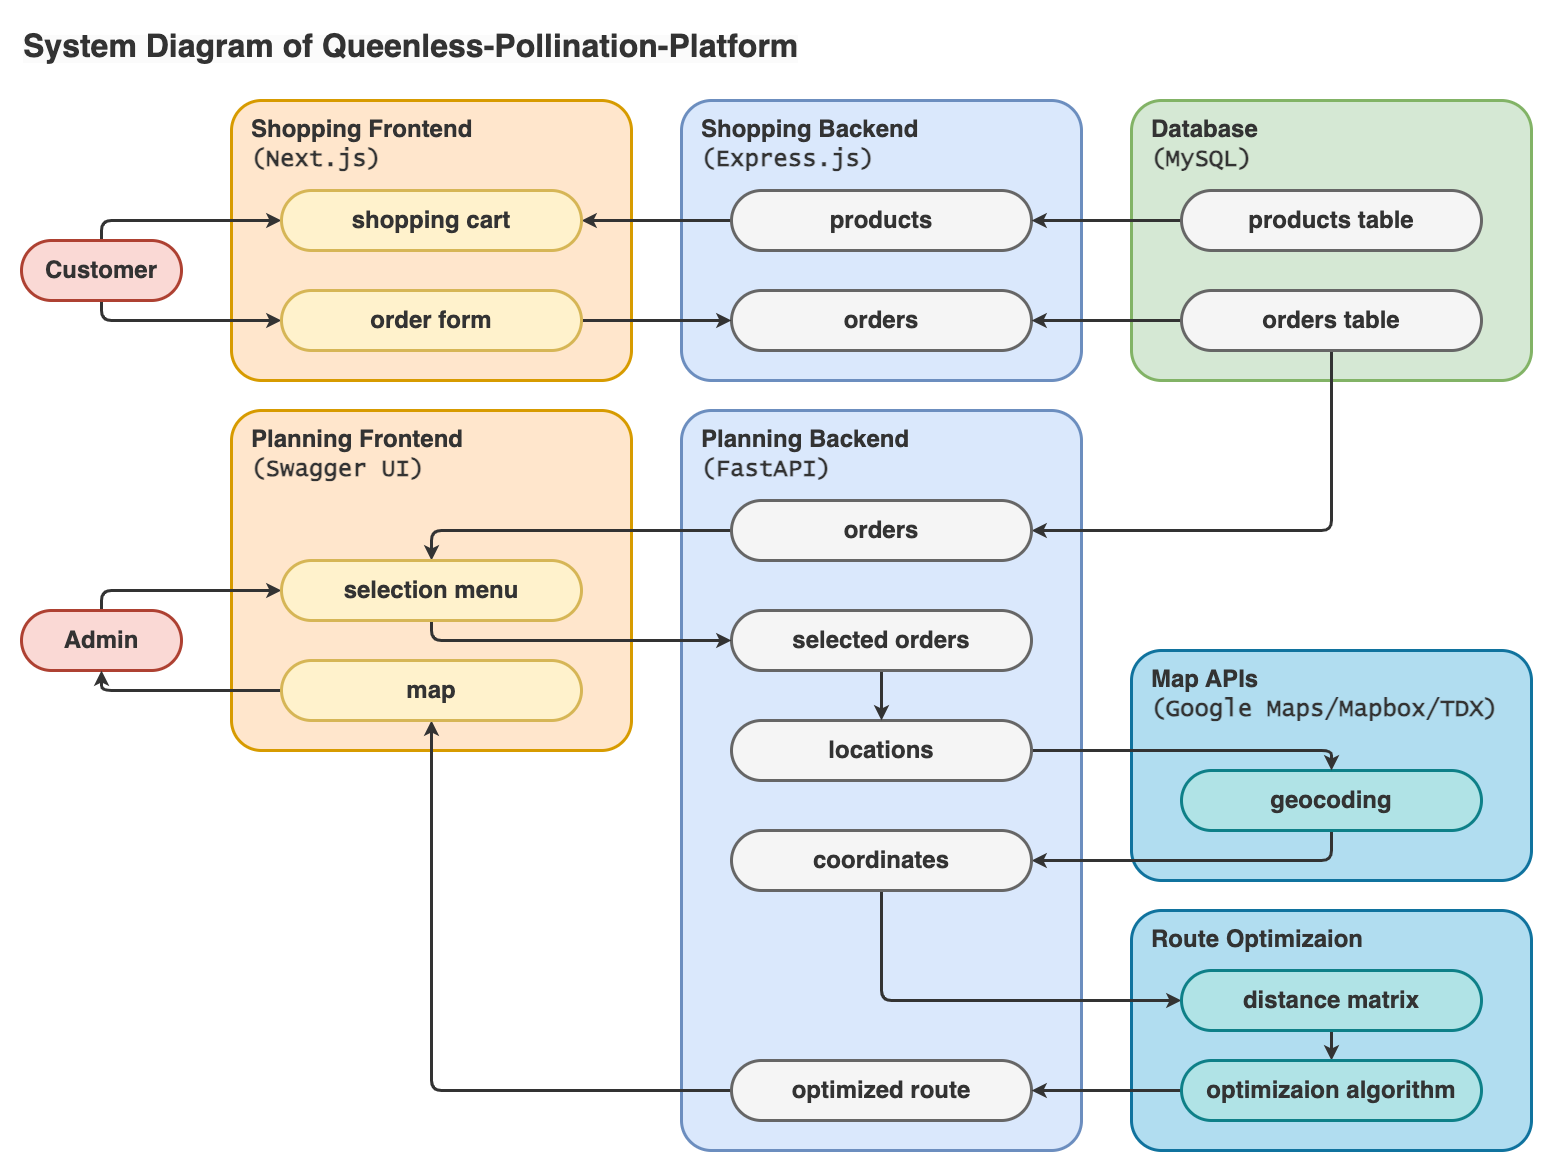 System Diagram of Queenless-Pollination-Platform
Shopping Frontend
(Next.js)
shopping cart
order form
Customer
Shopping Backend
(Express.js)
products
orders
Database
(MySQL)
products table
orders table
Planning Frontend
(Swagger UI)
selection menu
map
Admin
Planning Backend
(FastAPI)
orders
selected orders
locations
coordinates
optimized route
Map APIs
(Google Maps/Mapbox/TDX)
geocoding
Route Optimizaion
distance matrix
optimizaion algorithm